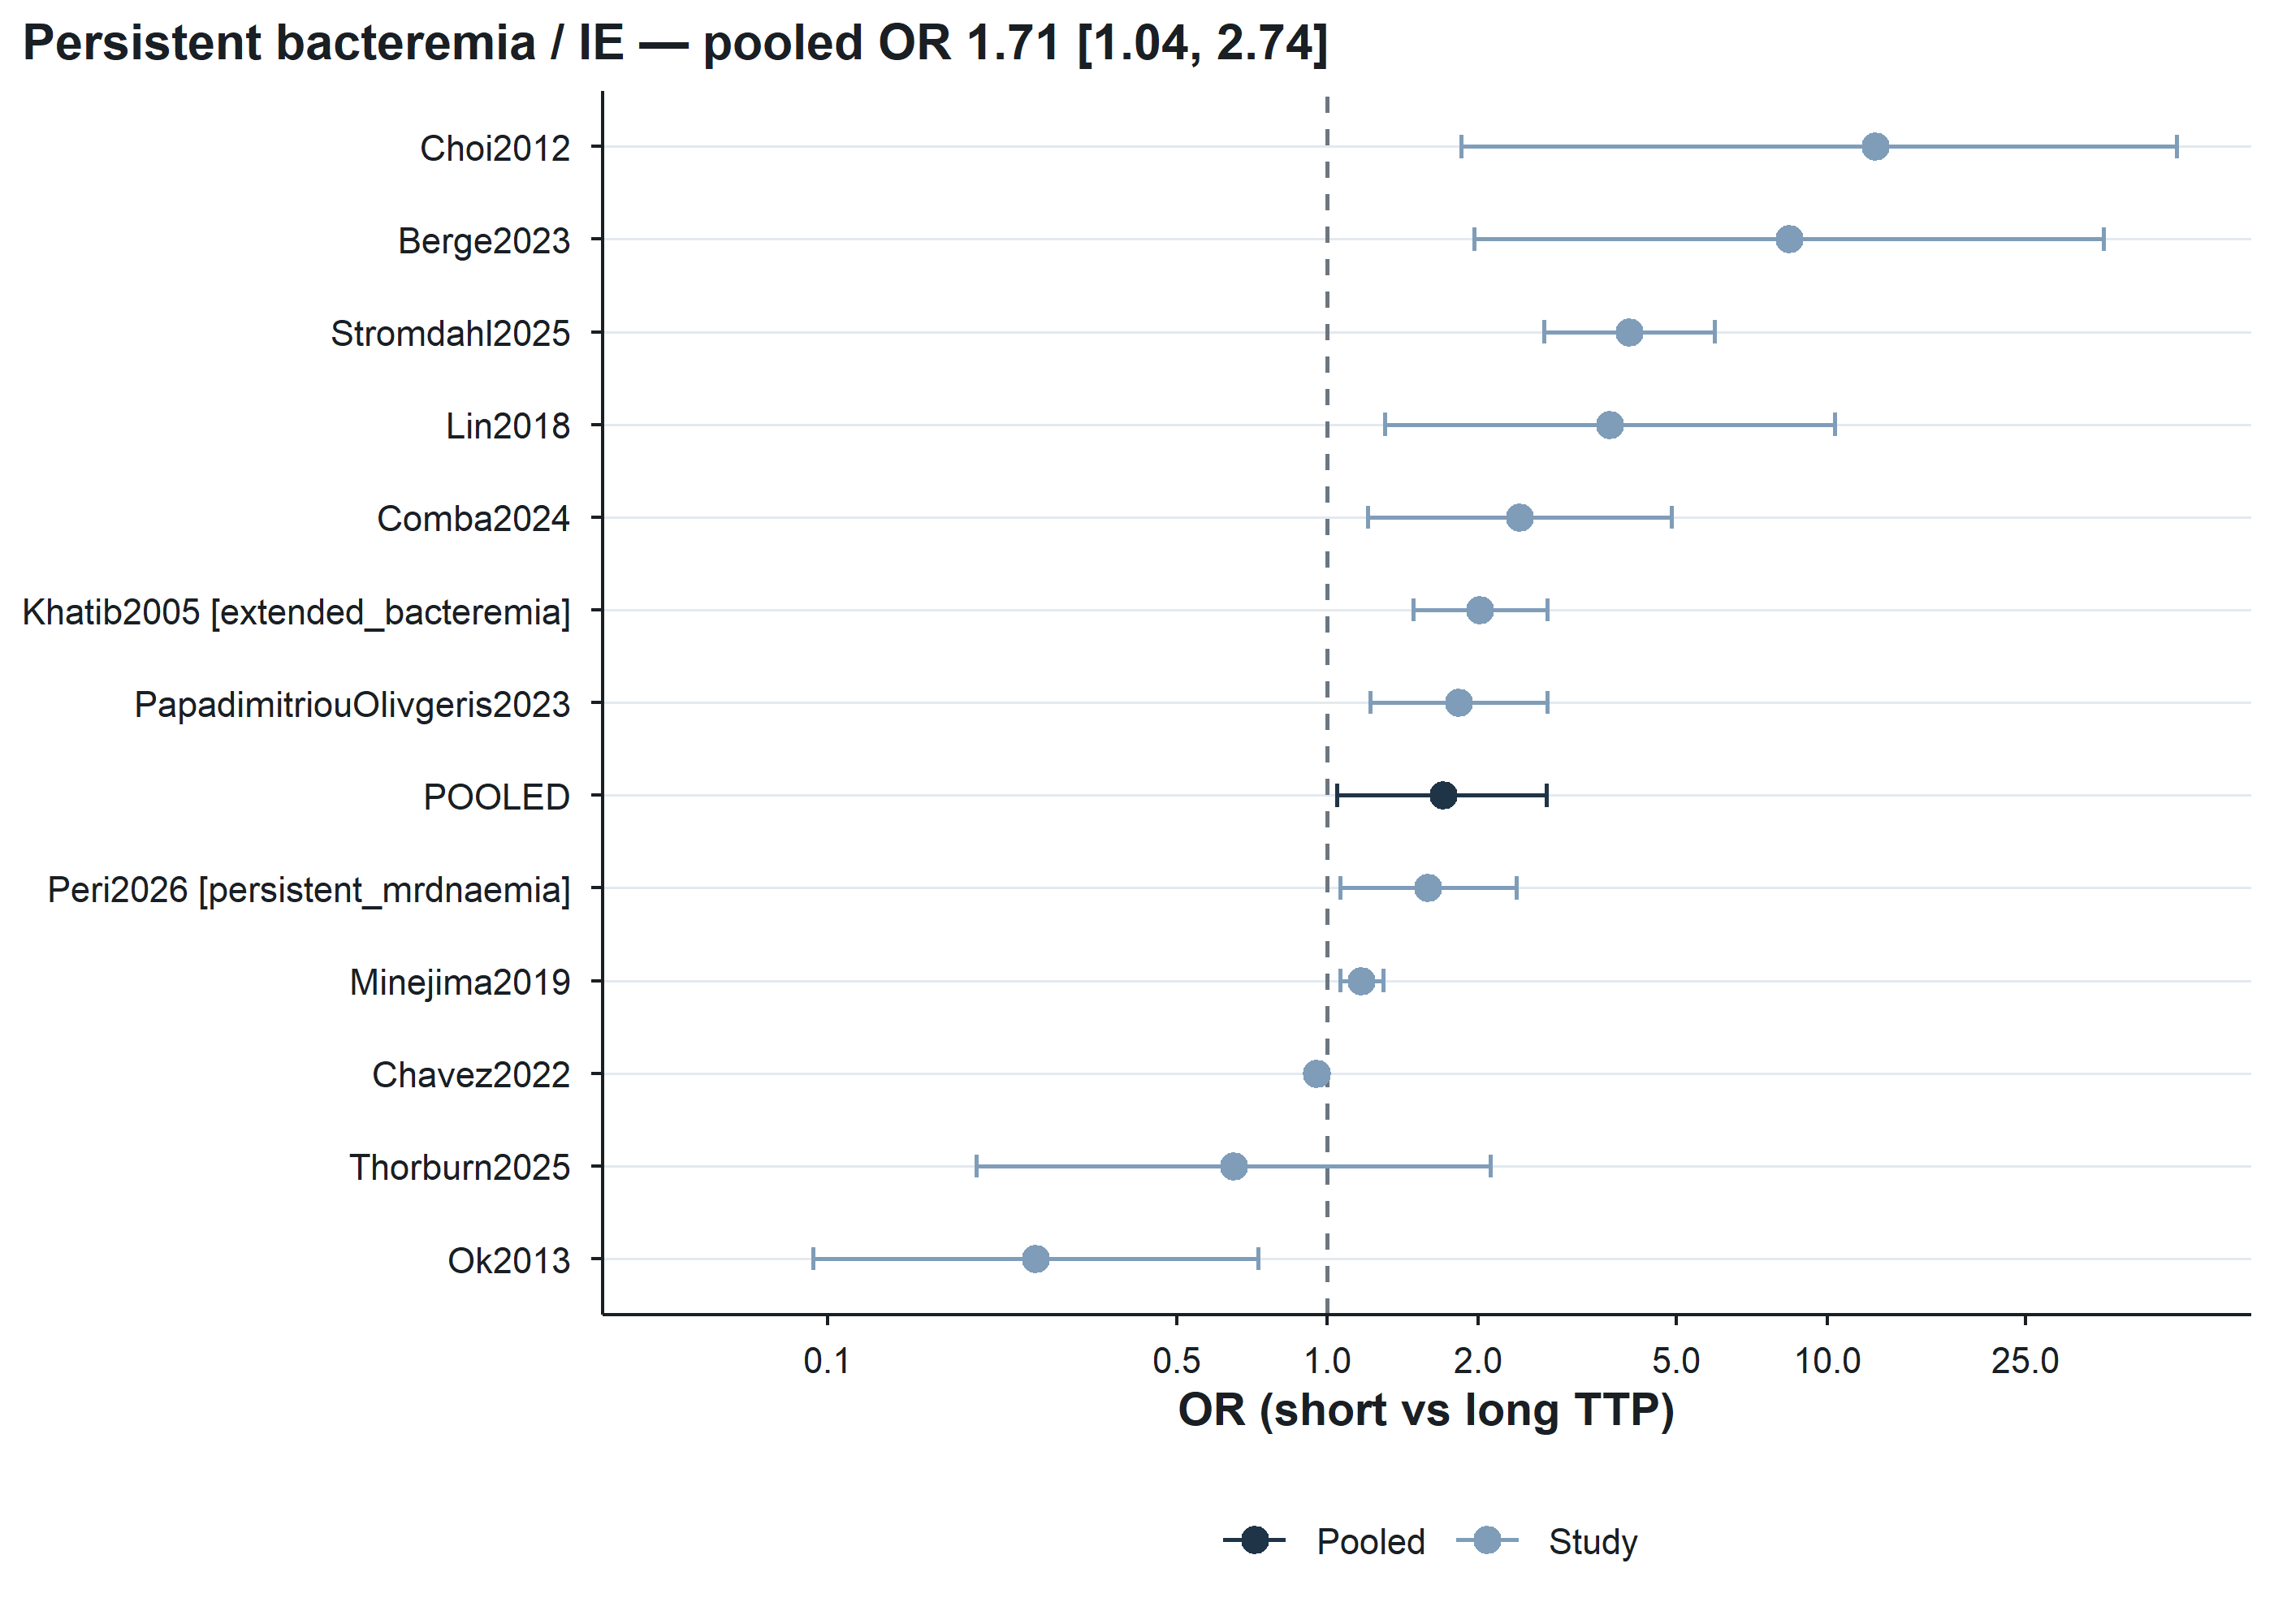 Persistent bacteremia / IE — pooled OR 1.71 [1.04, 2.74]
Choi2012
Berge2023
Stromdahl2025
Lin2018
Comba2024
Khatib2005 [extended_bacteremia]
PapadimitriouOlivgeris2023
POOLED
Peri2026 [persistent_mrdnaemia]
Minejima2019
Chavez2022
Thorburn2025
Ok2013
0.1 0.5 1.0 2.0 5.0 10.0 25.0
OR (short vs long TTP)
Pooled Study